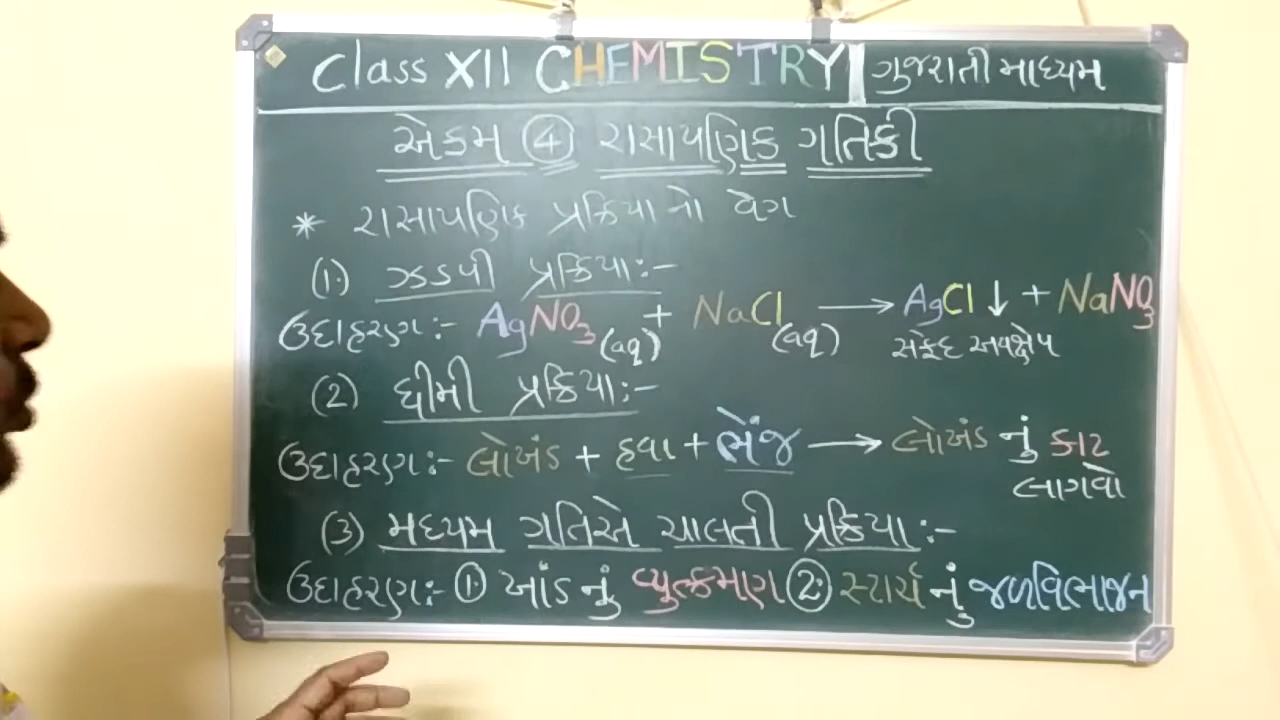 Class XII CHEMISTRY | ગુજરાતી માધ્યમ
એકમ ④ રાસાયણિક ગતિકી
* રાસાયણિક પ્રક્રિયાનો વેગ
(1) ઝડપી પ્રક્રિયા:-
ઉદાહરણ:- AgNO₃ (aq) + NaCl (aq) → AgCl ↓ + NaNO₃
સફેદ અવક્ષેપ
(2) ધીમી પ્રક્રિયા:-
ઉદાહરણ:- લોખંડ + હવા + ભેંજ → લોખંડ નું કાટ
લાગવો
(3) મધ્યમ ગતિએ ચાલતી પ્રક્રિયા:-
ઉદાહરણ:- ① ખાંડ નું વ્યુત્ક્રમાણ ② સ્ટાર્ચ નું જળવિભાજન